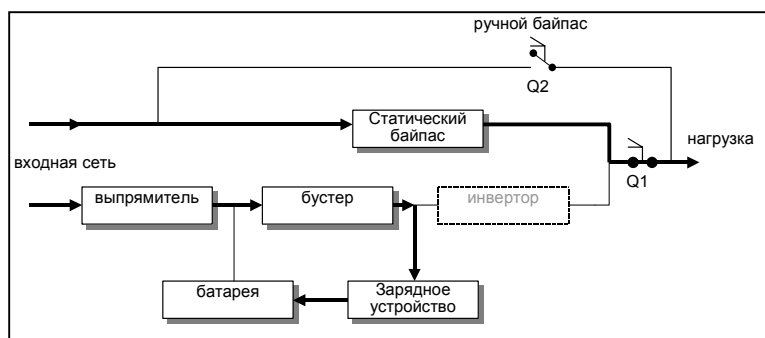 ручной байпас
Q2
Статический
байпас
нагрузка
входная сеть
Q1
выпрямитель
бустер
инвертор
батарея
Зарядное
устройство